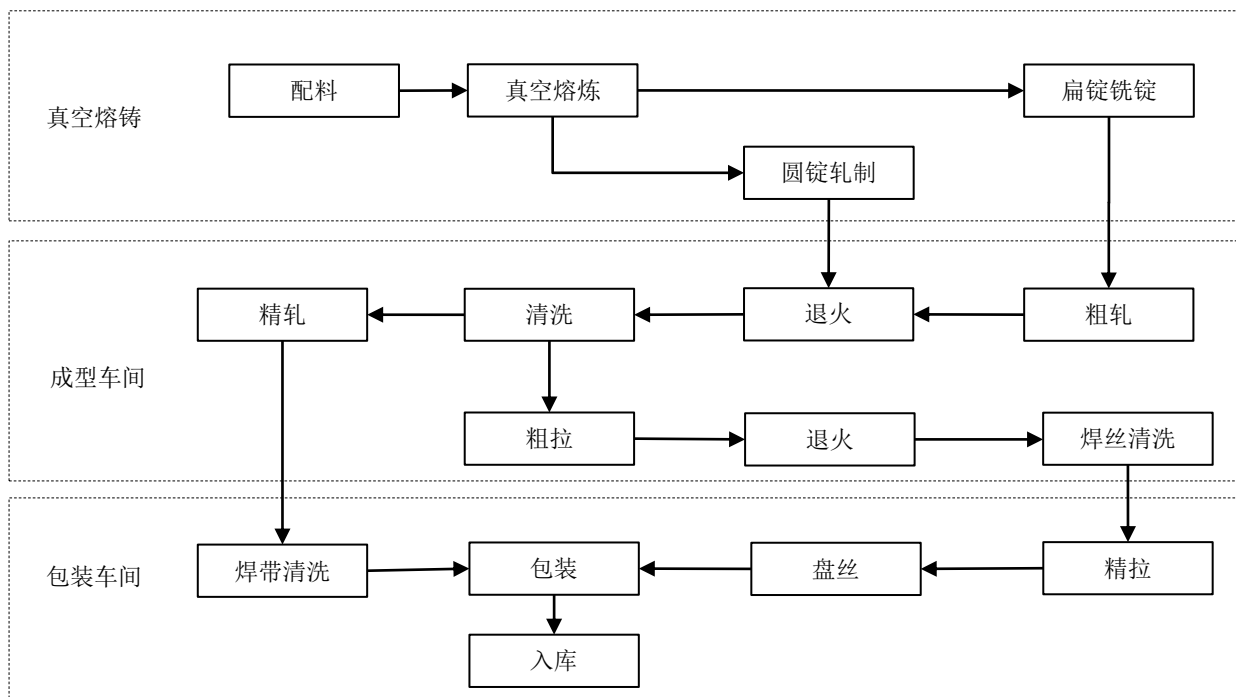 配料
真空熔炼
扁锭铣锭
真空熔铸
圆锭轧制
精轧
清洗
退火
粗轧
成型车间
粗拉
退火
焊丝清洗
包装车间
焊带清洗
包装
盘丝
精拉
入库